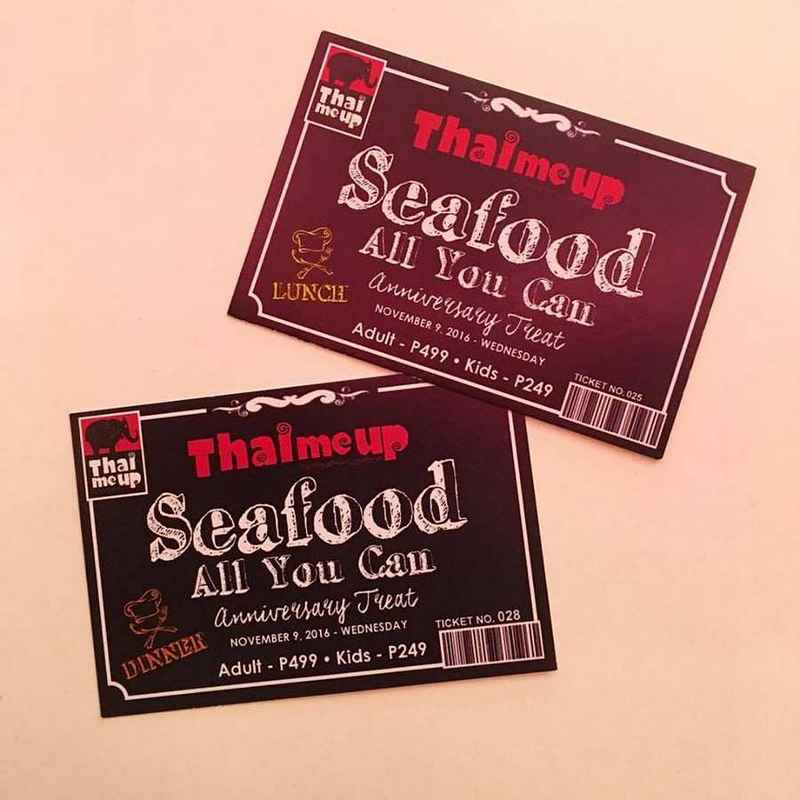 Thai
me up
Thai me up
Seafood
All You Can
Anniversary Treat
NOVEMBER 9, 2016 - WEDNESDAY
Adult - P499 • Kids - P249
LUNCH
TICKET NO. 025
Thai
me up
Thai me up
Seafood
All You Can
Anniversary Treat
NOVEMBER 9, 2016 - WEDNESDAY
Adult - P499 • Kids - P249
DINNER
TICKET NO. 028